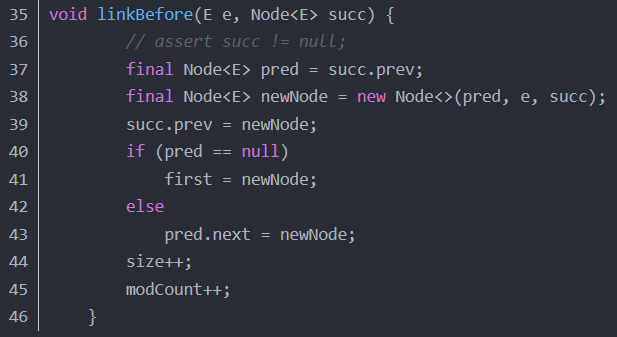 35 void linkBefore(E e, Node<E> succ) {
36         // assert succ != null;
37         final Node<E> pred = succ.prev;
38         final Node<E> newNode = new Node<>(pred, e, succ);
39         succ.prev = newNode;
40         if (pred == null)
41             first = newNode;
42         else
43             pred.next = newNode;
44         size++;
45         modCount++;
46     }